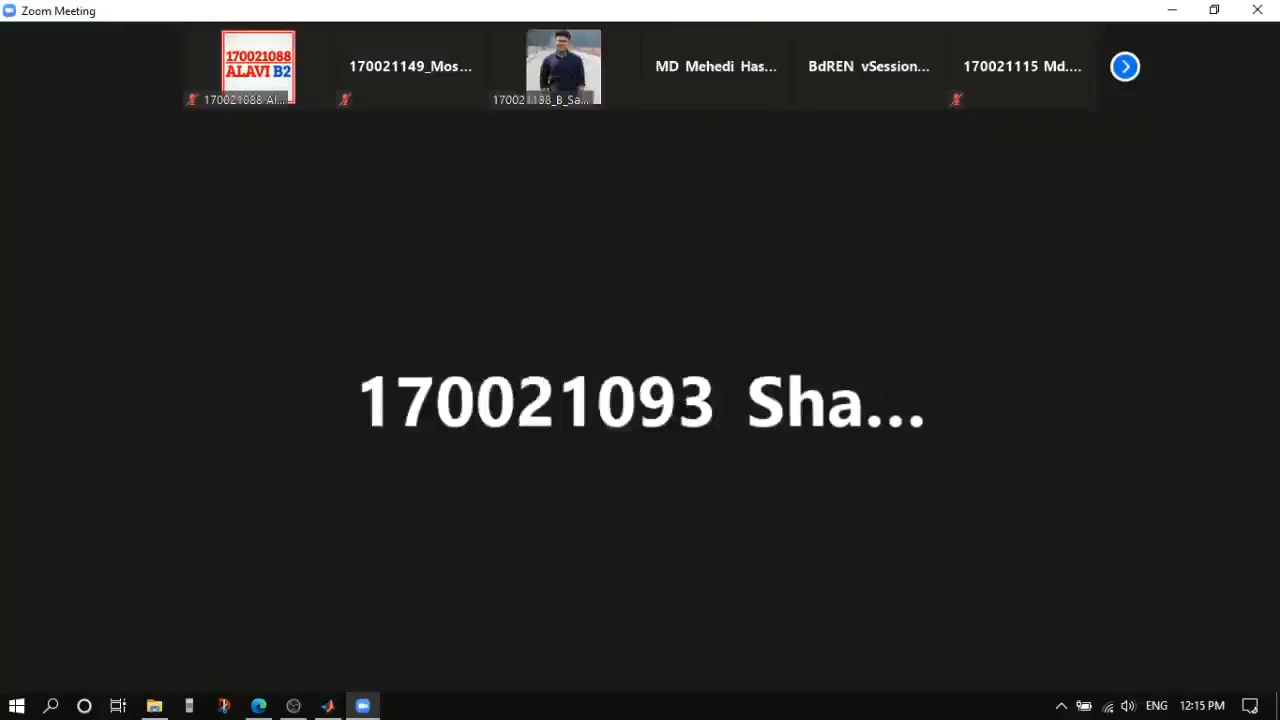 Zoom Meeting
170021088
ALAVI B2
170021088-Al...
170021149_Mos...
170021198_B_Sa...
MD Mehedi Has...
BdREN vSession...
170021115 Md....
170021093 Sha...
ENG
12:15 PM